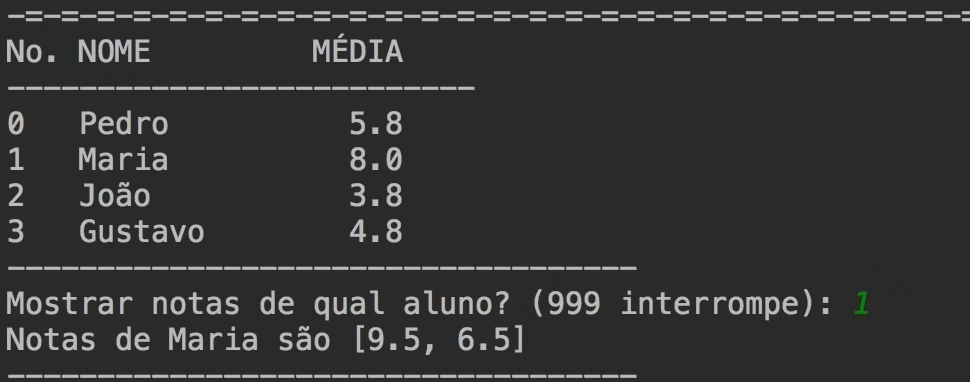 -=-=-=-=-=-=-=-=-=-=-=-=-=-=-=-=-=-=-=-=-=-=-=-=-=-=-=
No. NOME         MÉDIA
--------------------------
0   Pedro          5.8
1   Maria          8.0
2   João           3.8
3   Gustavo        4.8
-----------------------------------
Mostrar notas de qual aluno? (999 interrompe): 1
Notas de Maria são [9.5, 6.5]
-----------------------------------